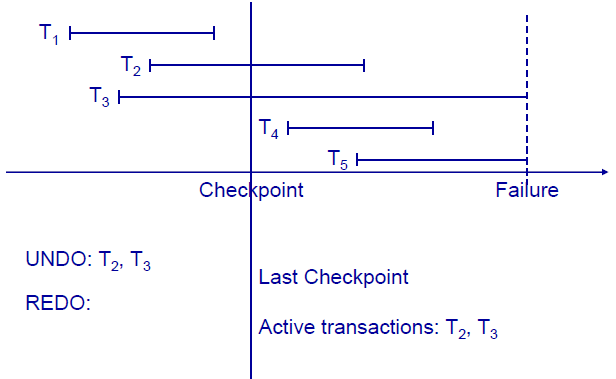 T1
T2
T3
T4
T5
Checkpoint Failure
UNDO: T2, T3
Last Checkpoint
REDO:
Active transactions: T2, T3